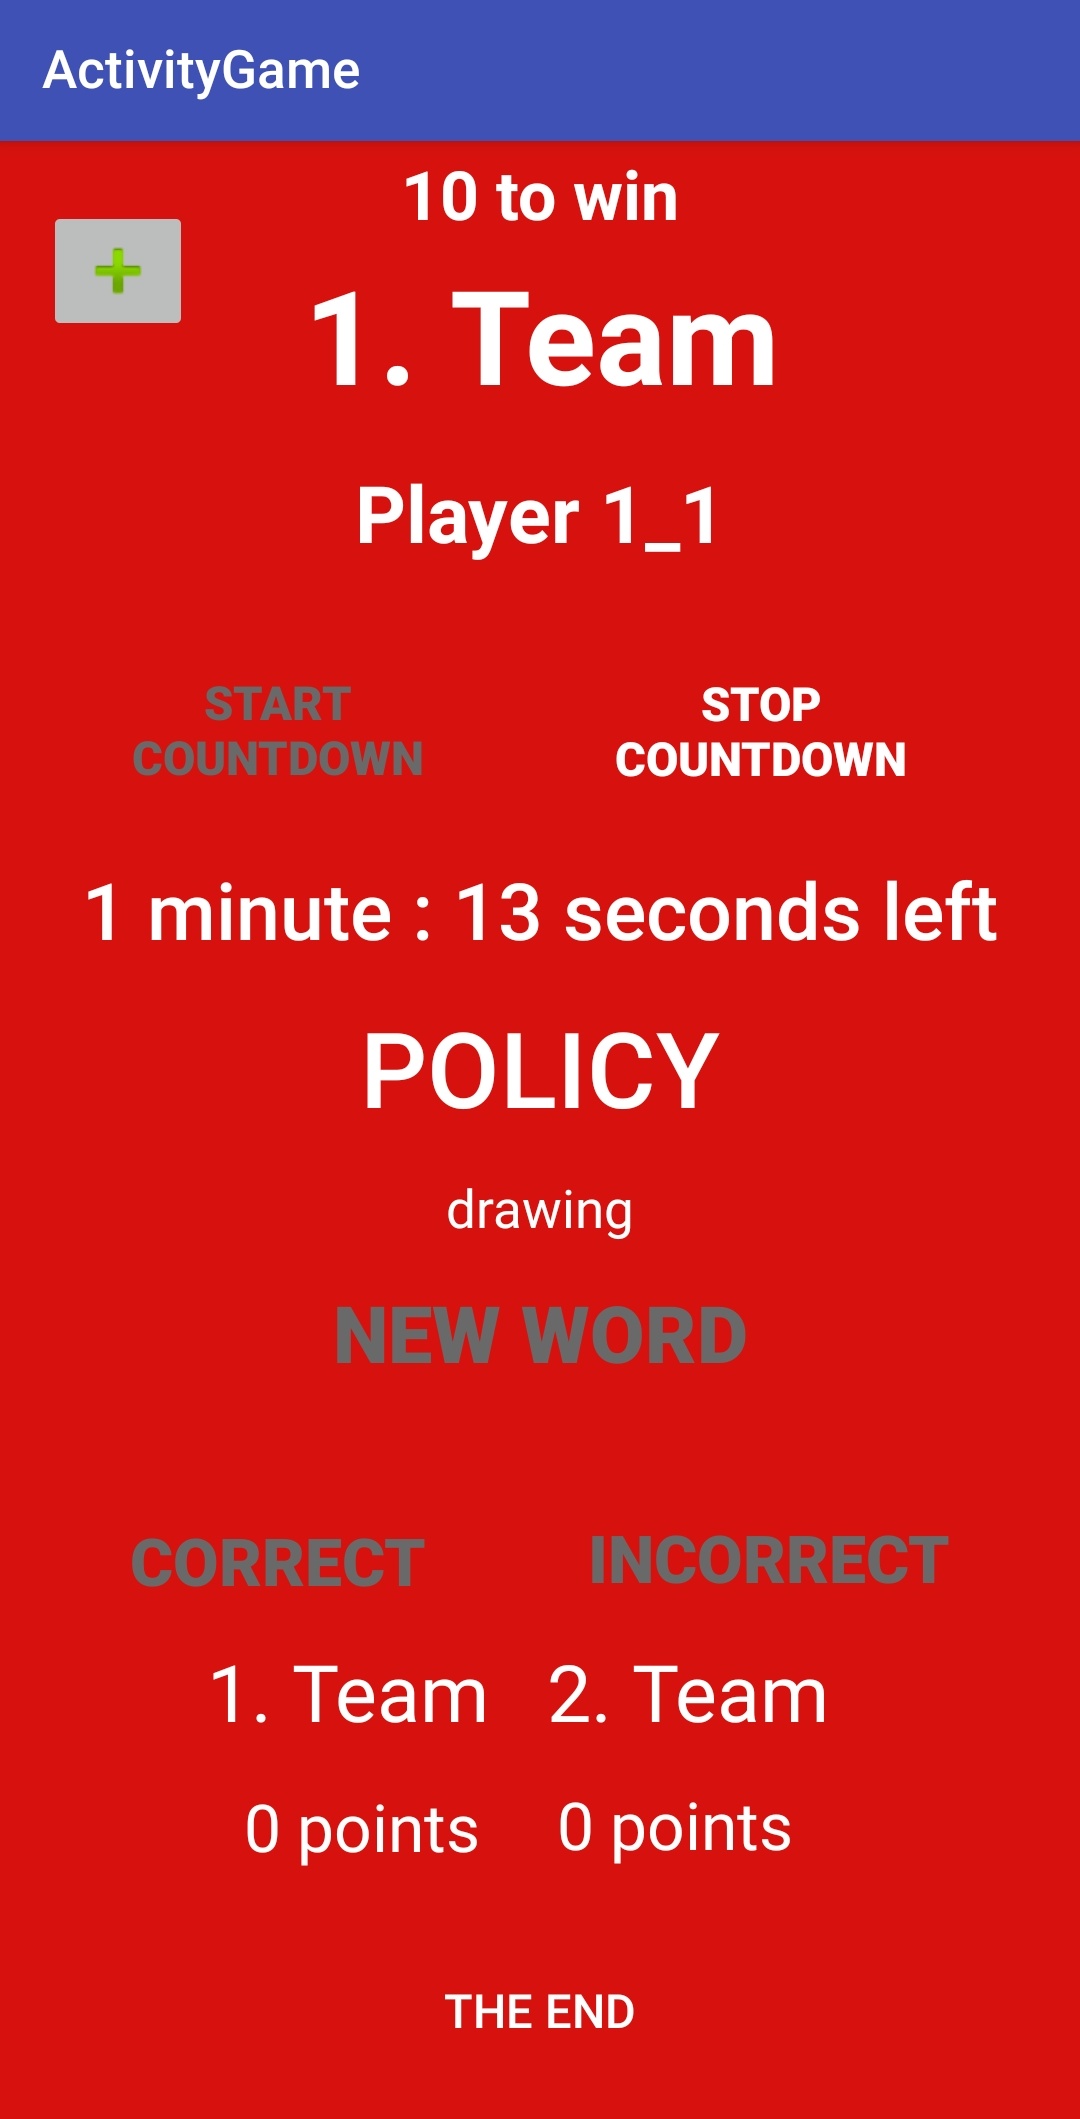 ActivityGame
10 to win
1. Team
Player 1_1
START
COUNTDOWN
STOP
COUNTDOWN
1 minute : 13 seconds left
POLICY
drawing
NEW WORD
CORRECT
INCORRECT
1. Team
2. Team
0 points
0 points
THE END